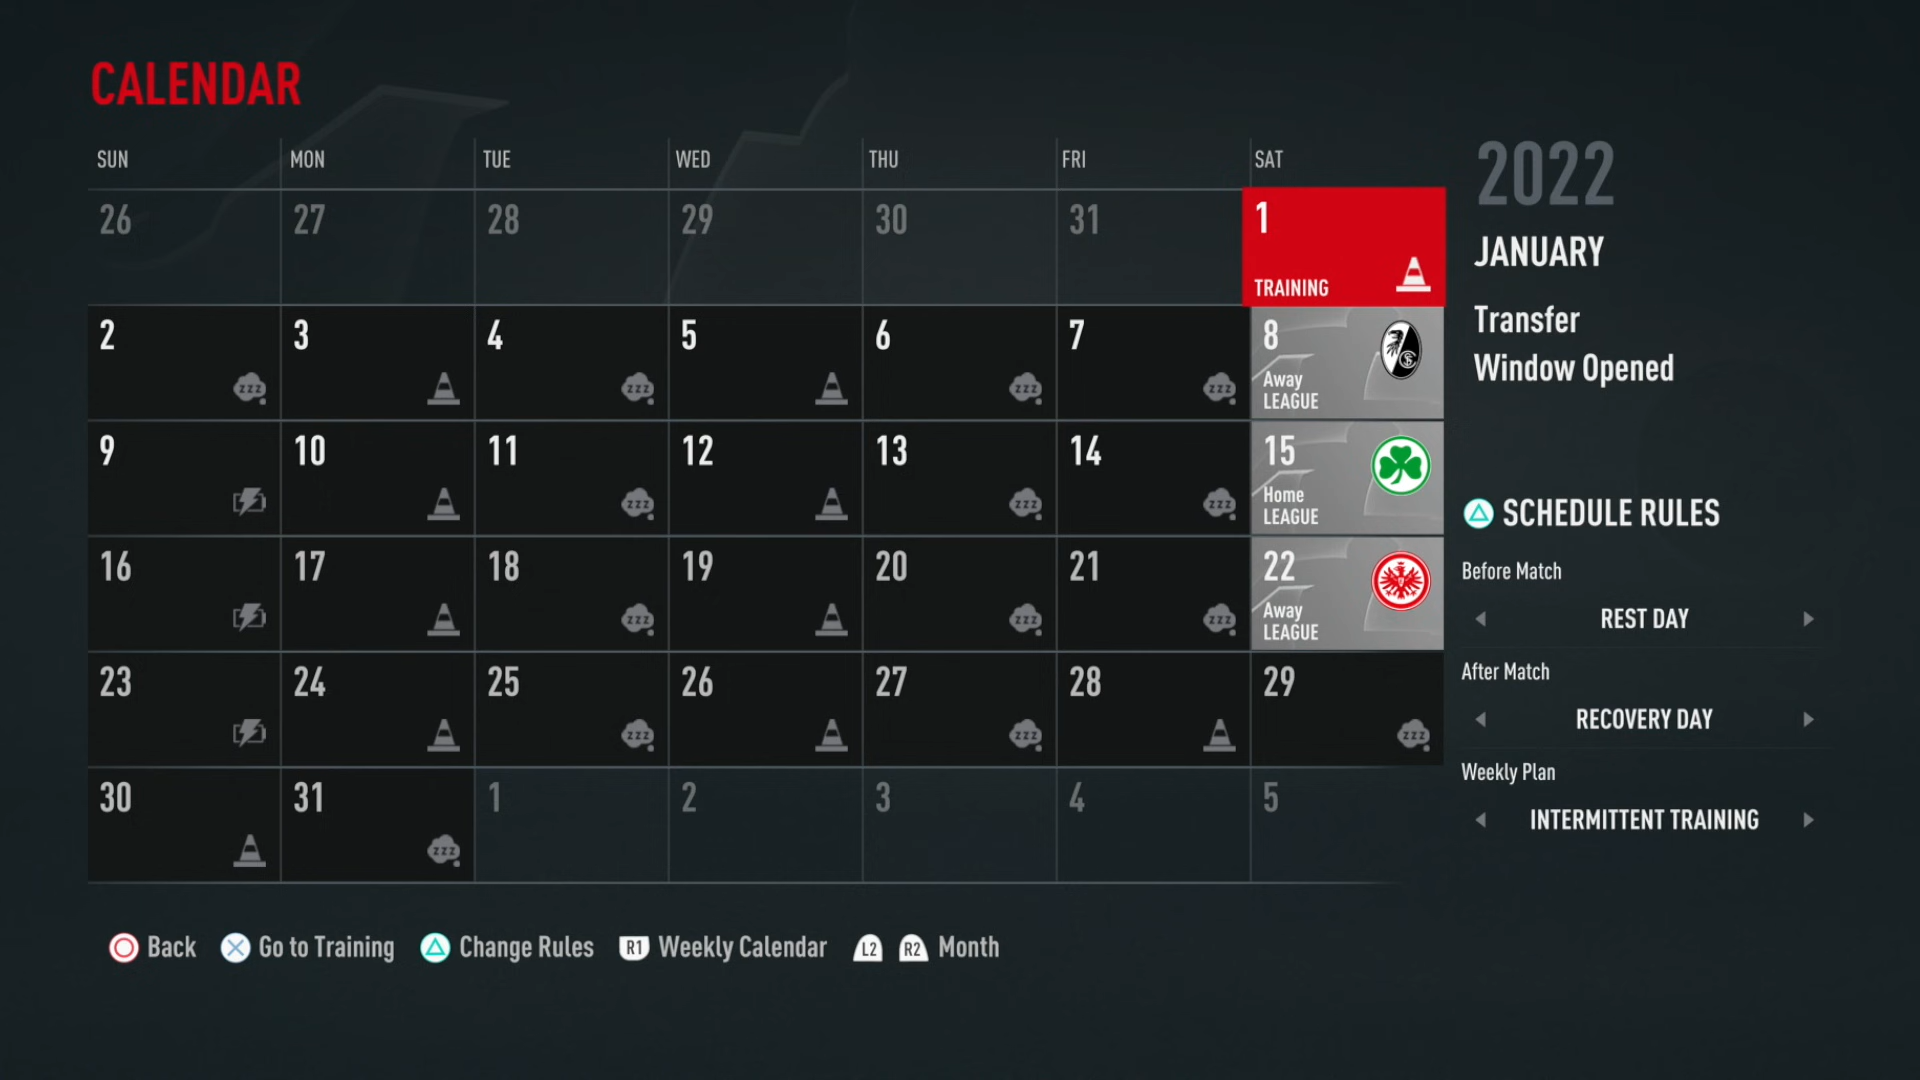 CALENDAR
SUN MON TUE WED THU FRI SAT
26 27 28 29 30 31 1
TRAINING
2 3 4 5 6 7 8
Away
LEAGUE
9 10 11 12 13 14 15
Home
LEAGUE
16 17 18 19 20 21 22
Away
LEAGUE
23 24 25 26 27 28 29
30 31 1 2 3 4 5
2022
JANUARY
Transfer
Window Opened
SCHEDULE RULES
Before Match
REST DAY
After Match
RECOVERY DAY
Weekly Plan
INTERMITTENT TRAINING
Back Go to Training Change Rules R1 Weekly Calendar L2 R2 Month